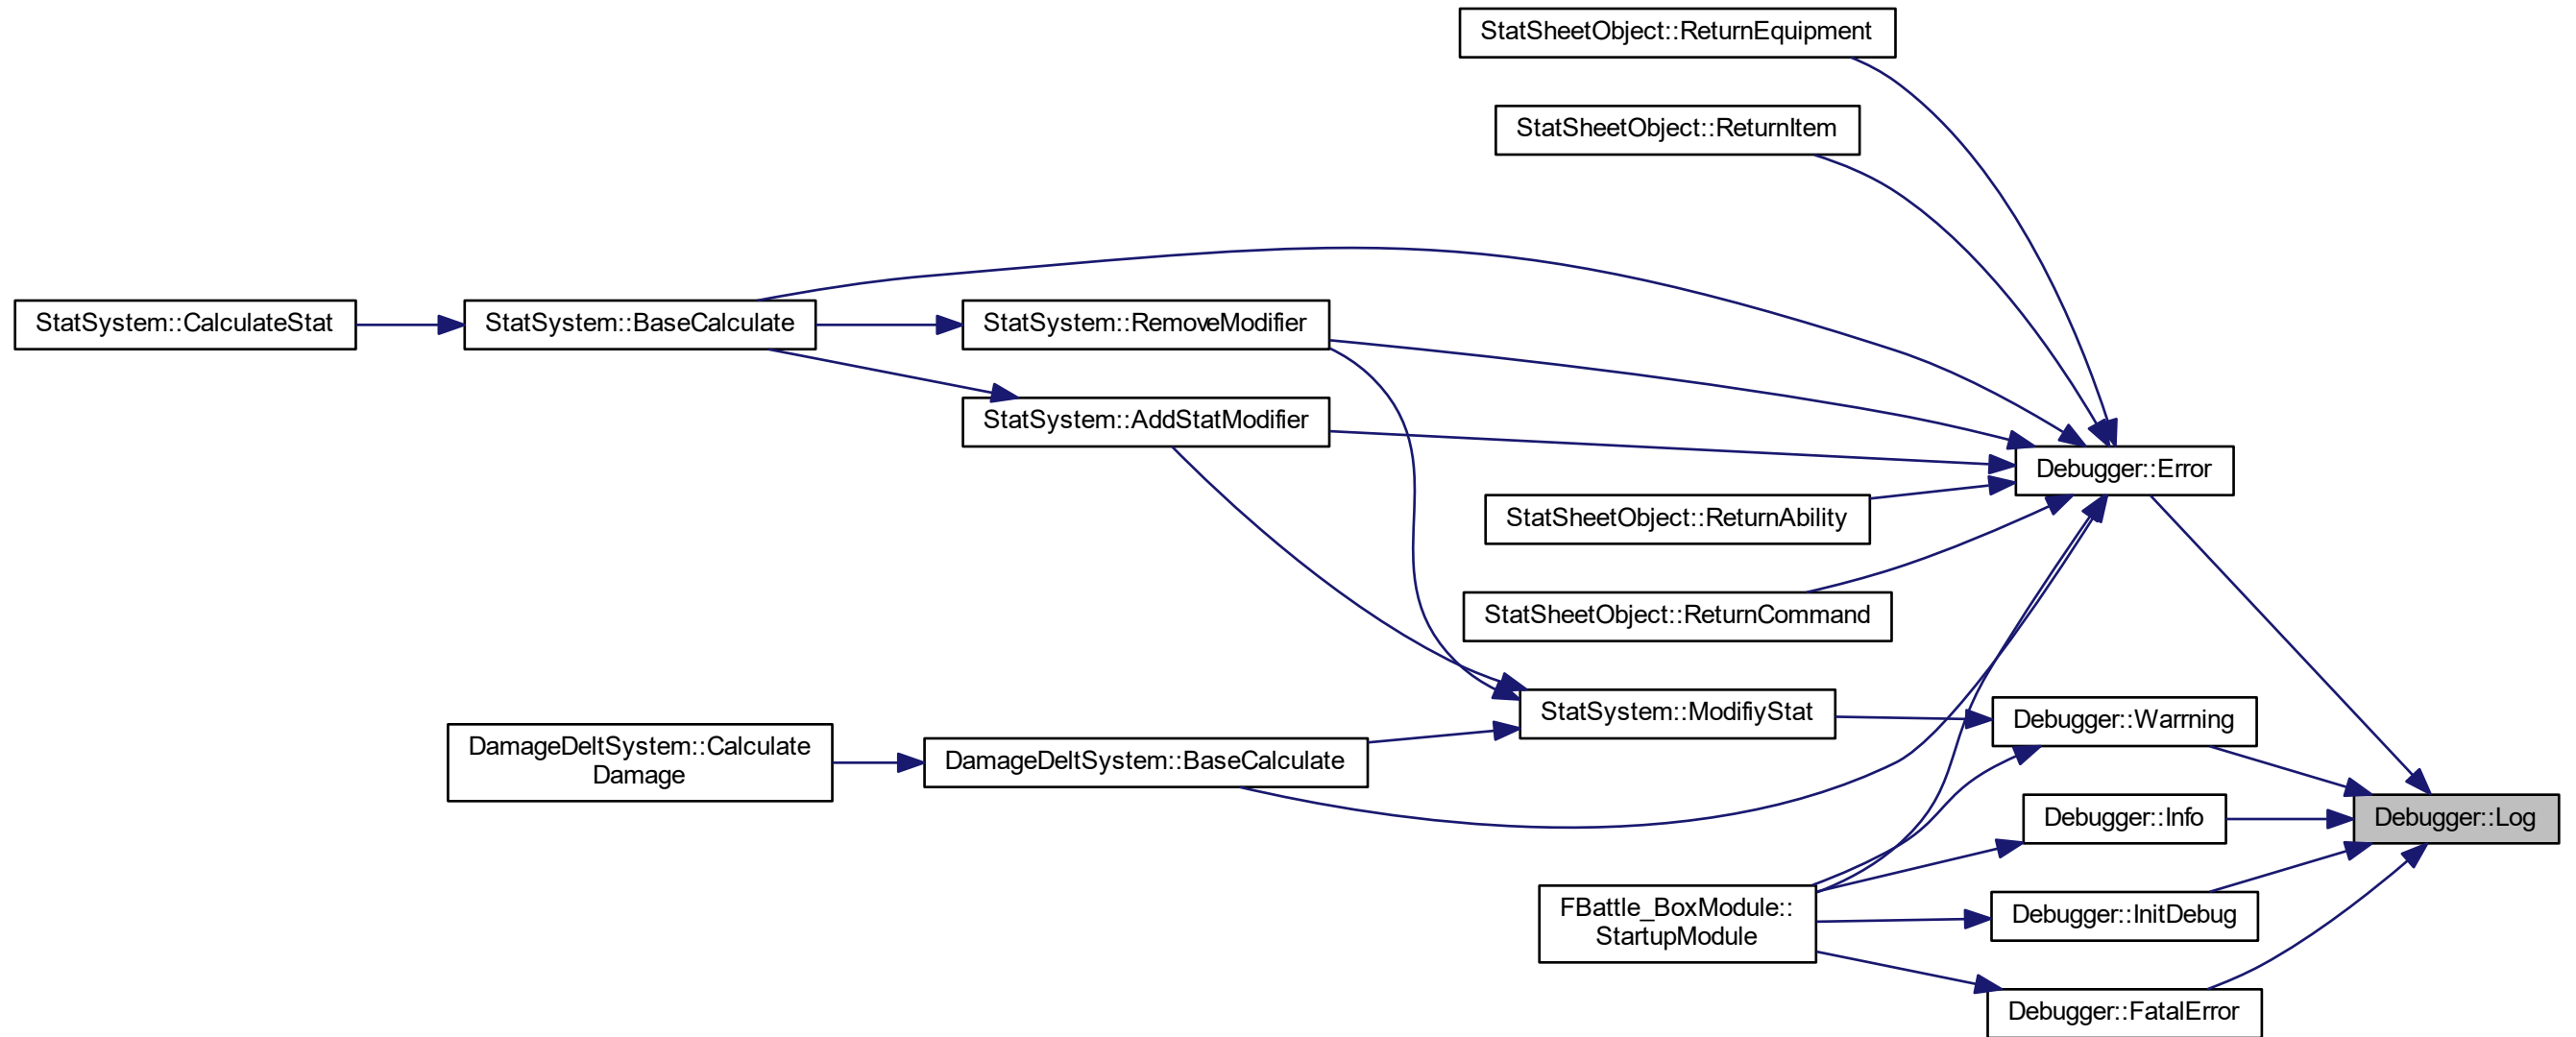 StatSheetObject::ReturnEquipment
StatSheetObject::ReturnItem
StatSystem::CalculateStat
StatSystem::BaseCalculate
StatSystem::RemoveModifier
StatSystem::AddStatModifier
Debugger::Error
StatSheetObject::ReturnAbility
StatSheetObject::ReturnCommand
StatSystem::ModifiyStat
Debugger::Warrning
DamageDeltSystem::Calculate
Damage
DamageDeltSystem::BaseCalculate
Debugger::Info
Debugger::Log
FBattle_BoxModule::
StartupModule
Debugger::InitDebug
Debugger::FatalError